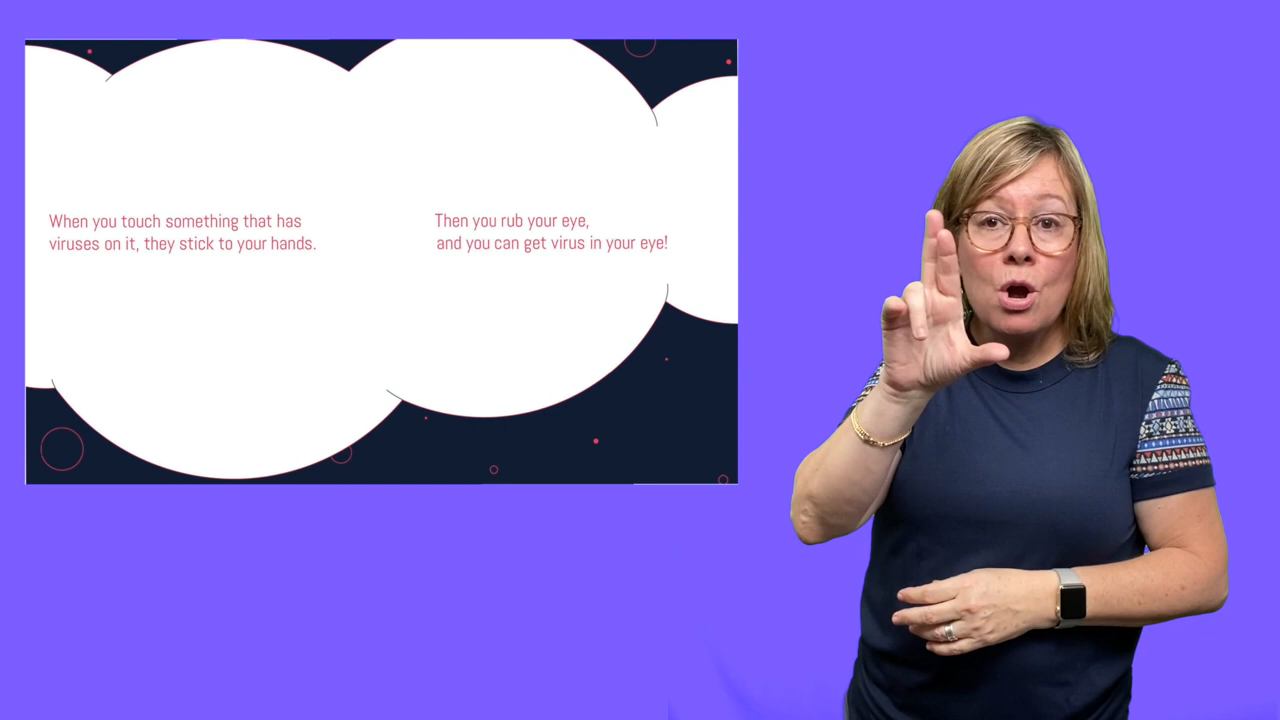 When you touch something that has
viruses on it, they stick to your hands.
Then you rub your eye,
and you can get virus in your eye!